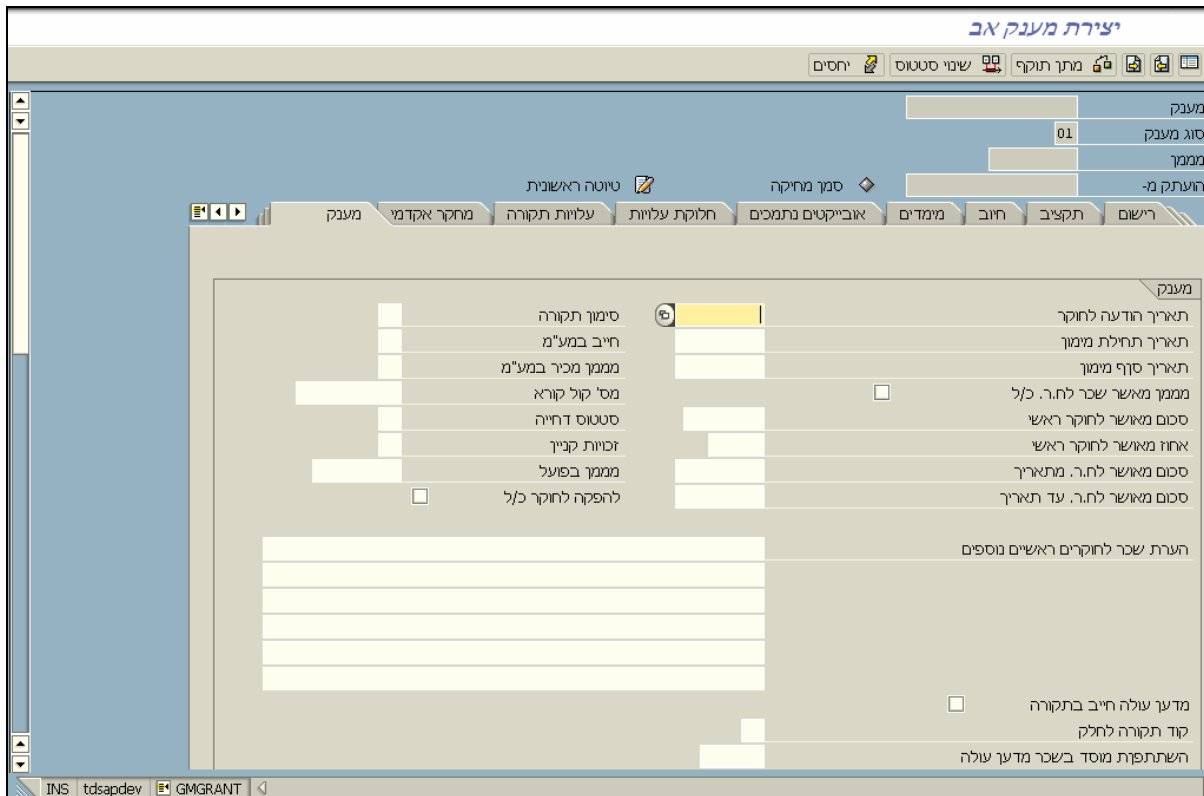 יצירת מענק אב
מתן תוקף שינוי סטטוס יחסים
מענק
סוג מענק 01
מממן
הועתק מ- סמן מחיקה טיוטה ראשונית
רישום תקציב חיוב מימדים אובייקטים נתמכים חלוקת עלויות עלויות תקורה מחקר אקדמי מענק
מענק
תאריך הודעה לחוקר סימון תקורה
תאריך תחילת מימון חייב במע"מ
תאריך סןף מימון מממן מכיר במע"מ
מממן מאשר שכר לח.ר. כ/ל מס' קול קורא
סכום מאושר לחוקר ראשי סטטוס דחייה
אחוז מאושר לחוקר ראשי זכויות קניין
סכום מאושר לח.ר. מתאריך מממן בפועל
סכום מאושר לח.ר. עד תאריך להפקה לחוקר כ/ל
הערת שכר לחוקרים ראשיים נוספים
מדען עולה חייב בתקורה
קוד תקורה לחלק
השתתפןת מוסד בשכר מדען עולה
INS tdsapdev GMGRANT